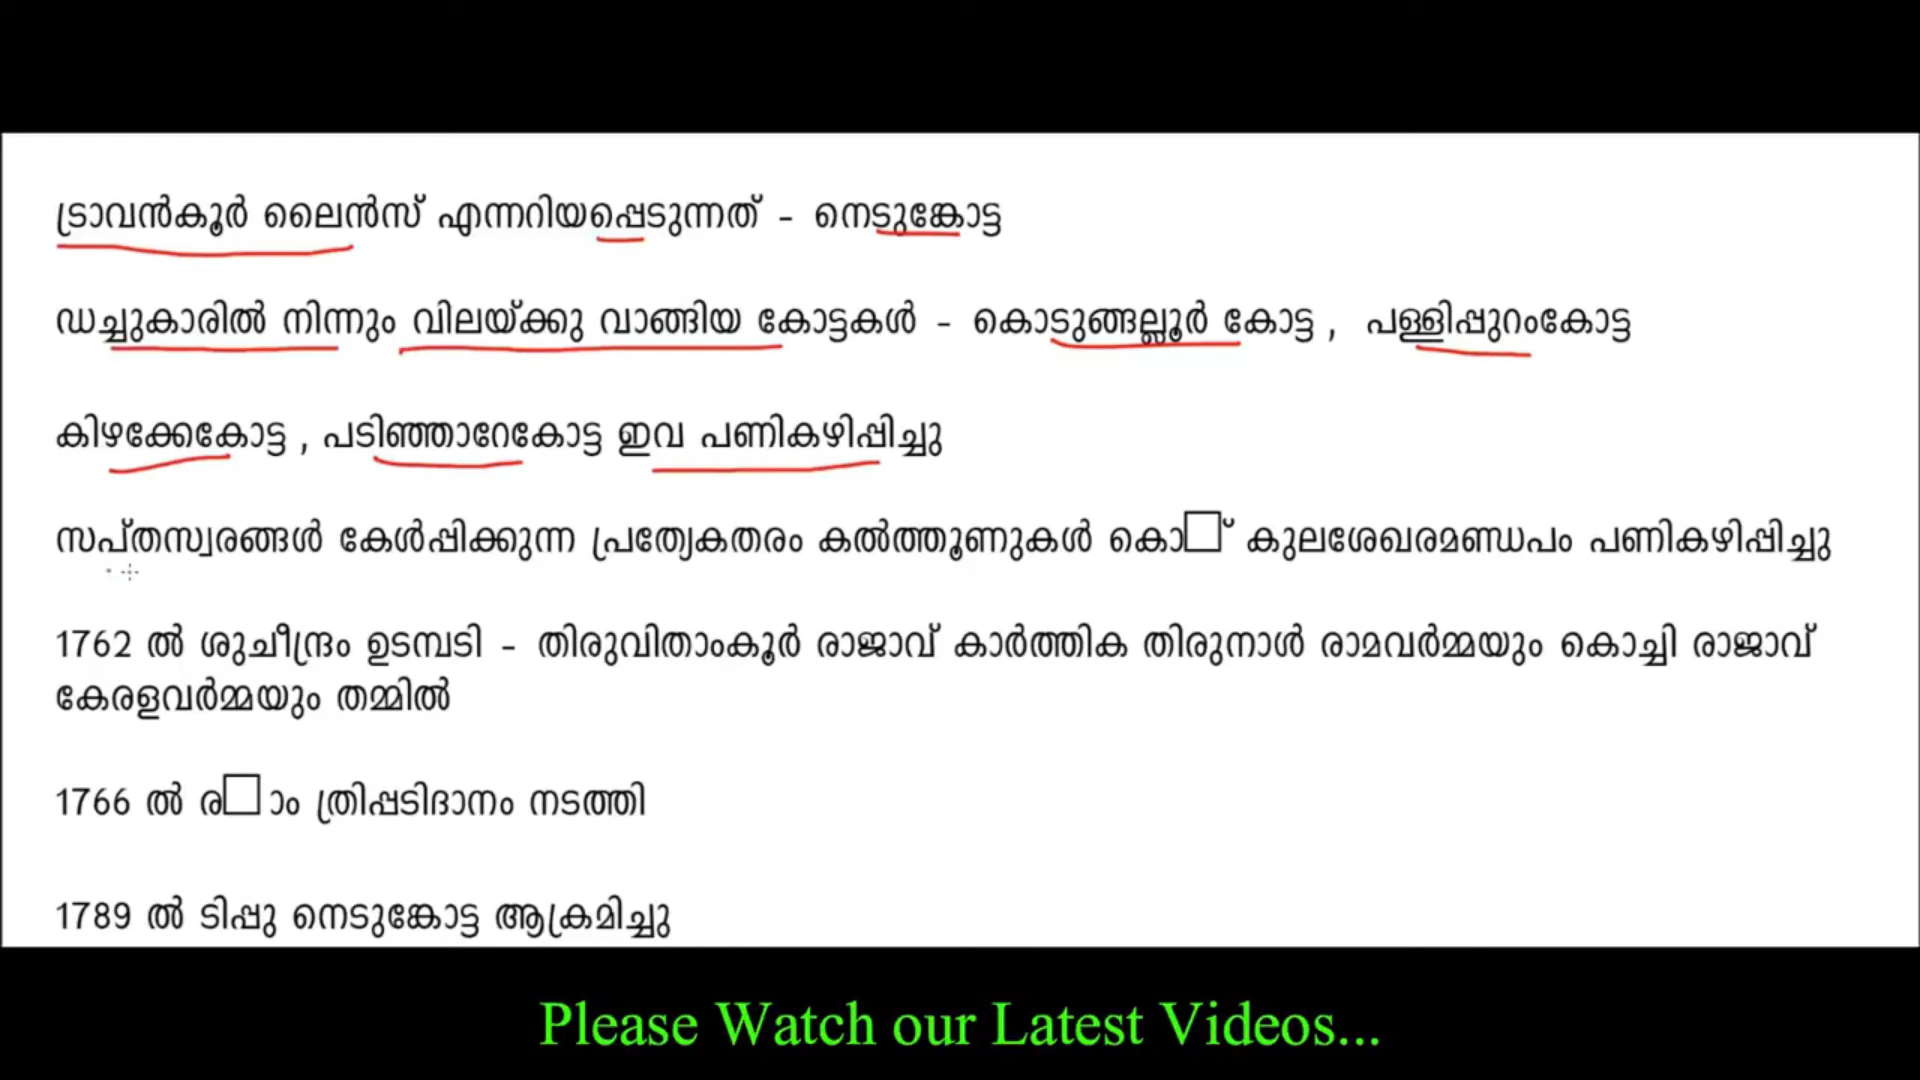 ട്രാവൻകൂർ ലൈൻസ് എന്നറിയപ്പെടുന്നത് - നെടുങ്കോട്ട
ഡച്ചുകാരിൽ നിന്നും വിലയ്ക്കു വാങ്ങിയ കോട്ടകൾ - കൊടുങ്ങല്ലൂർ കോട്ട , പള്ളിപ്പുറംകോട്ട
കിഴക്കേകോട്ട , പടിഞ്ഞാറേകോട്ട ഇവ പണികഴിപ്പിച്ചു
സപ്തസ്വരങ്ങൾ കേൾപ്പിക്കുന്ന പ്രത്യേകതരം കൽത്തൂണുകൾ കൊ□് കുലശേഖരമണ്ഡപം പണികഴിപ്പിച്ചു
1762 ൽ ശുചീന്ദ്രം ഉടമ്പടി - തിരുവിതാംകൂർ രാജാവ് കാർത്തിക തിരുനാൾ രാമവർമ്മയും കൊച്ചി രാജാവ്
കേരളവർമ്മയും തമ്മിൽ
1766 ൽ ര□ാം ത്രിപ്പടിദാനം നടത്തി
1789 ൽ ടിപ്പു നെടുങ്കോട്ട ആക്രമിച്ചു
Please Watch our Latest Videos...